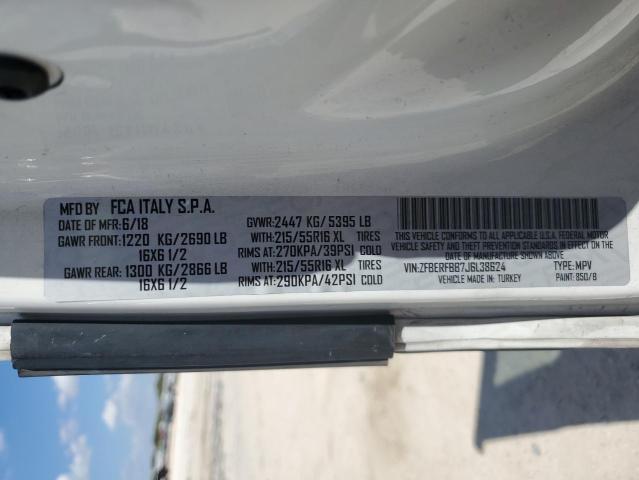 MFD BY FCA ITALY S.P.A.
DATE OF MFR: 6/18 GVWR: 2447 KG/ 5395 LB
GAWR FRONT: 1220 KG/2690 LB WITH: 215/55R16 XL TIRES
16X6 1/2 RIMS AT: 270KPA/39PSI COLD
GAWR REAR: 1300 KG/2866 LB WITH: 215/55R16 XL TIRES
16X6 1/2 RIMS AT: 290KPA/42PSI COLD
THIS VEHICLE CONFORMS TO ALL APPLICABLE U.S.A. FEDERAL MOTOR
VEHICLE SAFETY AND THEFT PREVENTION STANDARDS IN EFFECT ON THE
DATE OF MANUFACTURE SHOWN ABOVE
VIN: ZFBERFBB7J6L38624 TYPE: MPV
VEHICLE MADE IN: TURKEY PAINT: 850/B